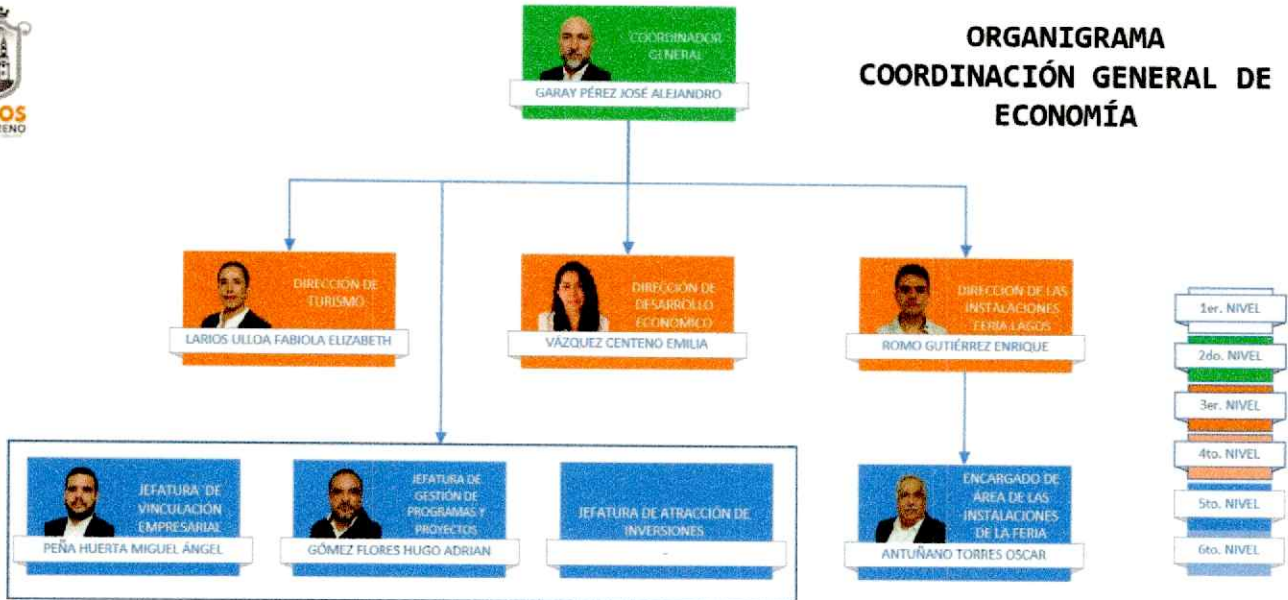 OS
RENO
ORGANIGRAMA
COORDINACIÓN GENERAL DE
ECONOMÍA
COORDINADOR
GENERAL
GARAY PÉREZ JOSÉ ALEJANDRO
DIRECCIÓN DE
TURISMO
LARIOS ULLOA FABIOLA ELIZABETH
DIRECCIÓN DE
DESARROLLO
ECONOMICO
VÁZQUEZ CENTENO EMILIA
DIRECCION DE LAS
INSTALACIONES
FERIA LAGOS
ROMO GUTIÉRREZ ENRIQUE
1er. NIVEL
2do. NIVEL
3er. NIVEL
4to. NIVEL
5to. NIVEL
6to. NIVEL
JEFATURA DE
VINCULACIÓN
EMPRESARIAL
PEÑA HUERTA MIGUEL ÁNGEL
JEFATURA DE
GESTIÓN DE
PROGRAMAS Y
PROYECTOS
GÓMEZ FLORES HUGO ADRIAN
JEFATURA DE ATRACCIÓN DE
INVERSIONES
-
ENCARGADO DE
ÁREA DE LAS
INSTALACIONES
DE LA FERIA
ANTUÑANO TORRES OSCAR